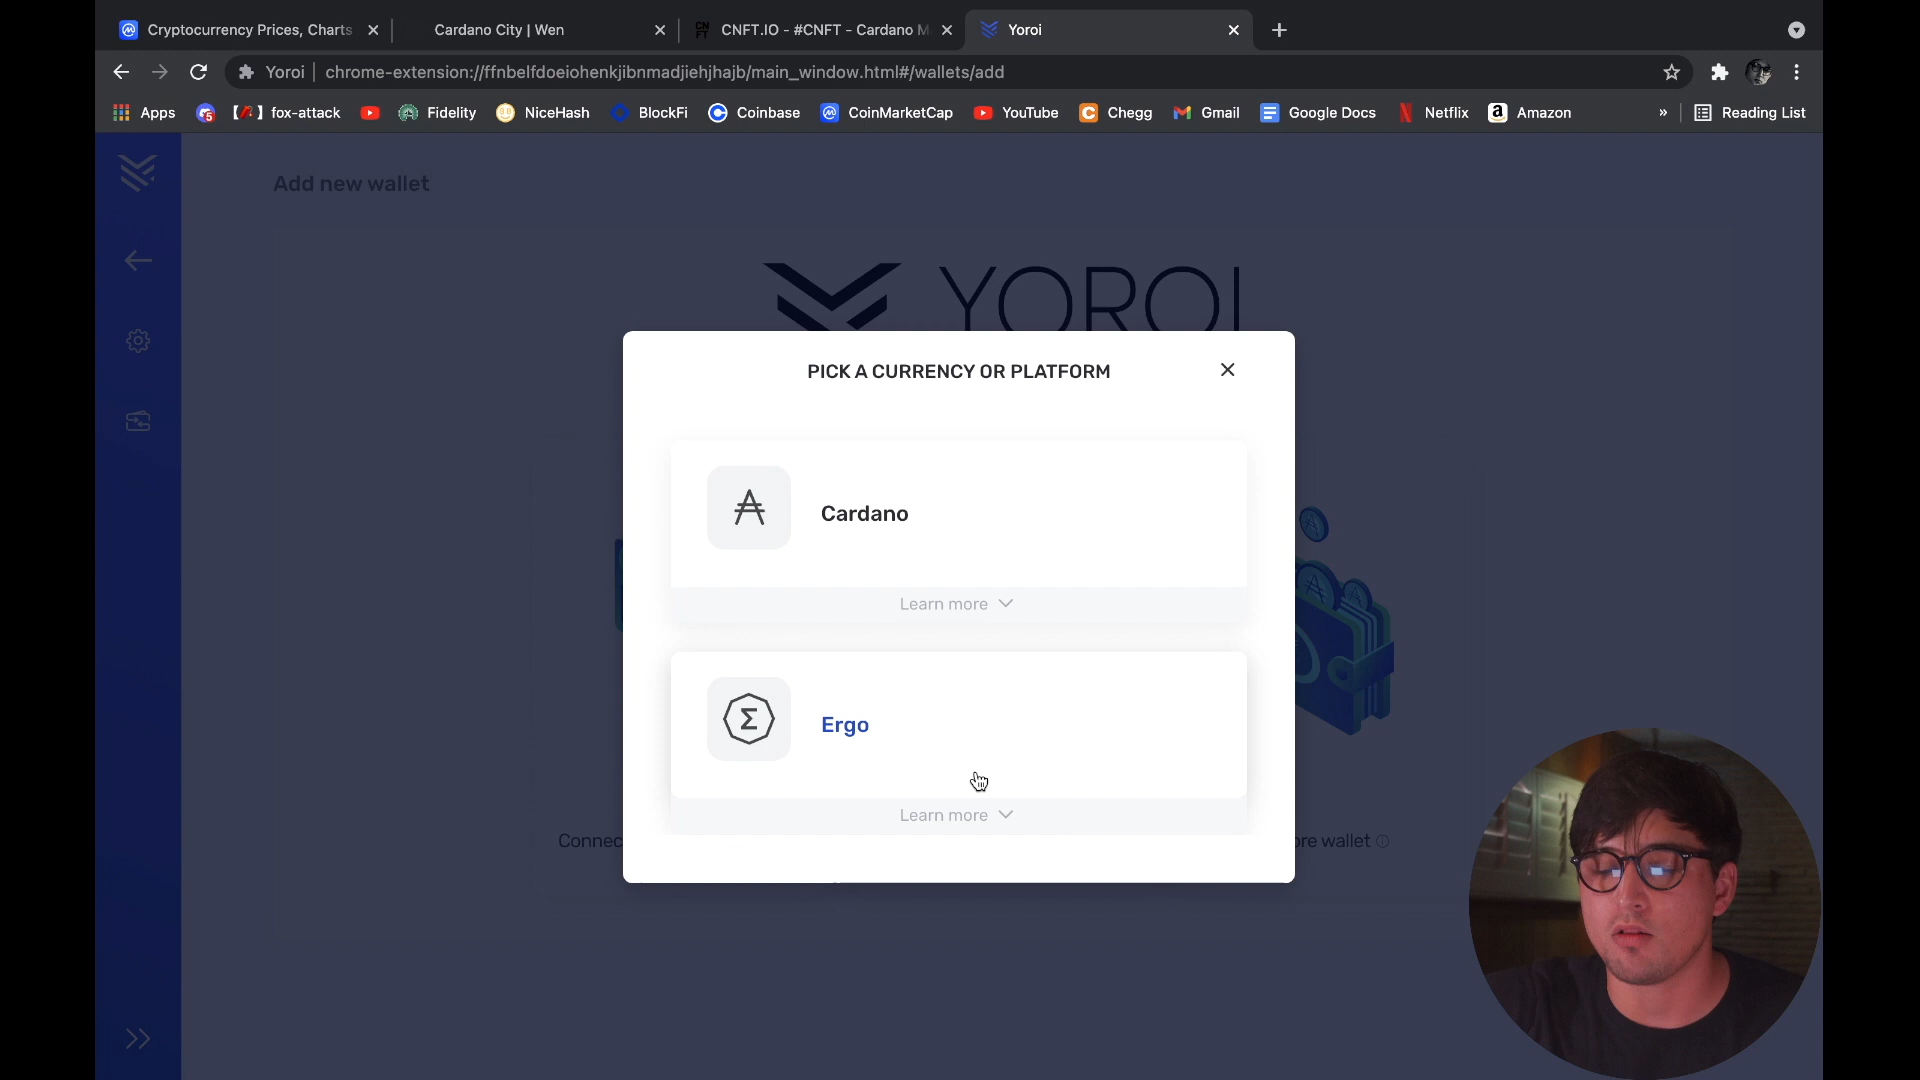 Cryptocurrency Prices, Charts
Cardano City | Wen
CNFT.IO - #CNFT - Cardano M
Yoroi
Yoroi | chrome-extension://ffnbelfdoeiohenkjibnmadjiehjhajb/main_window.html#/wallets/add
Apps
fox-attack
Fidelity
NiceHash
BlockFi
Coinbase
CoinMarketCap
YouTube
Chegg
Gmail
Google Docs
Netflix
Amazon
»
Reading List
Add new wallet
YOROI
PICK A CURRENCY OR PLATFORM
Cardano
Learn more
Ergo
Learn more
Connec
ore wallet